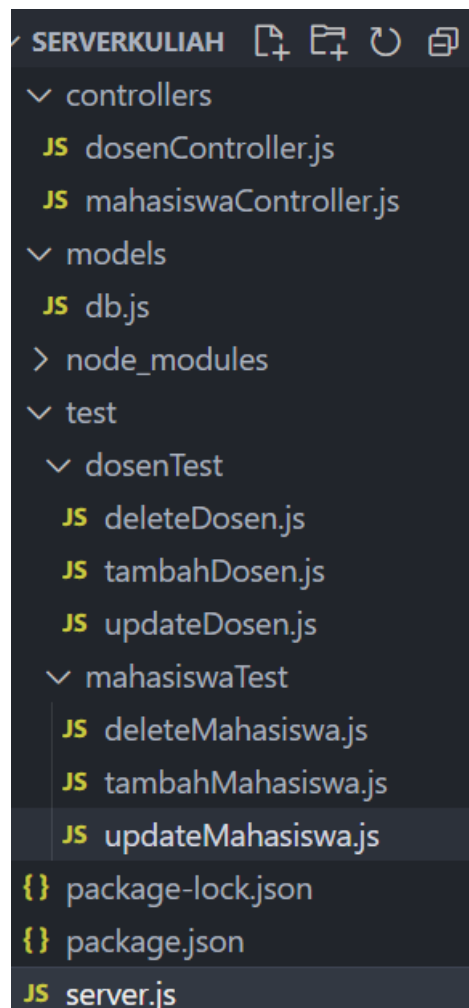 SERVERKULIAH
controllers
JS dosenController.js
JS mahasiswaController.js
models
JS db.js
node_modules
test
dosenTest
JS deleteDosen.js
JS tambahDosen.js
JS updateDosen.js
mahasiswaTest
JS deleteMahasiswa.js
JS tambahMahasiswa.js
JS updateMahasiswa.js
{} package-lock.json
{} package.json
JS server.js